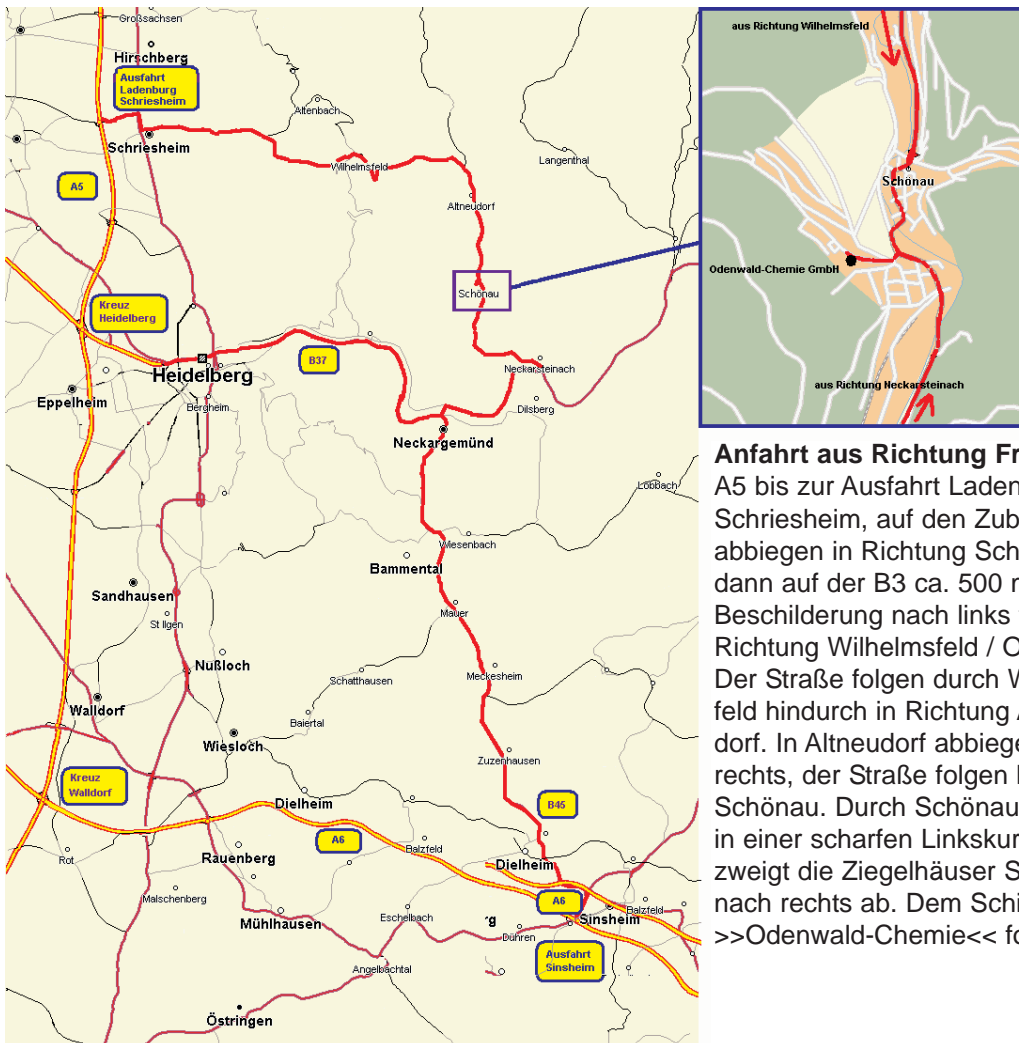 Großsachsen
Hirschberg
Ausfahrt
Ladenburg
Schriesheim
Altenbach
Schriesheim
Wilhelmsfeld
Langenthal
A5
Altneudorf
Schönau
Kreuz
Heidelberg
B37
Heidelberg
Neckarsteinach
Eppelheim
Bergheim
Dilsberg
Neckargemünd
Lobbach
Wiesenbach
Bammental
Sandhausen
St Ilgen
Mauer
Nußloch
Schatthausen
Meckesheim
Walldorf
Baiertal
Wiesloch
Zuzenhausen
Kreuz
Walldorf
Dielheim
B45
A6
Balzfeld
Rot
Rauenberg
Dielheim
Malschenberg
A6
Balzfeld
Mühlhausen
Eschelbach
rg
Sinsheim
Dühren
Ausfahrt
Sinsheim
Angelbachtal
Östringen
aus Richtung Wilhelmsfeld
Schönau
Odenwald-Chemie GmbH
aus Richtung Neckarsteinach
Anfahrt aus Richtung Fr
A5 bis zur Ausfahrt Laden
Schriesheim, auf den Zub
abbiegen in Richtung Sch
dann auf der B3 ca. 500
Beschilderung nach links
Richtung Wilhelmsfeld / O
Der Straße folgen durch W
feld hindurch in Richtung A
dorf. In Altneudorf abbiege
rechts, der Straße folgen
Schönau. Durch Schönau
in einer scharfen Linkskur
zweigt die Ziegelhäuser S
nach rechts ab. Dem Schi
>>Odenwald-Chemie<< fo